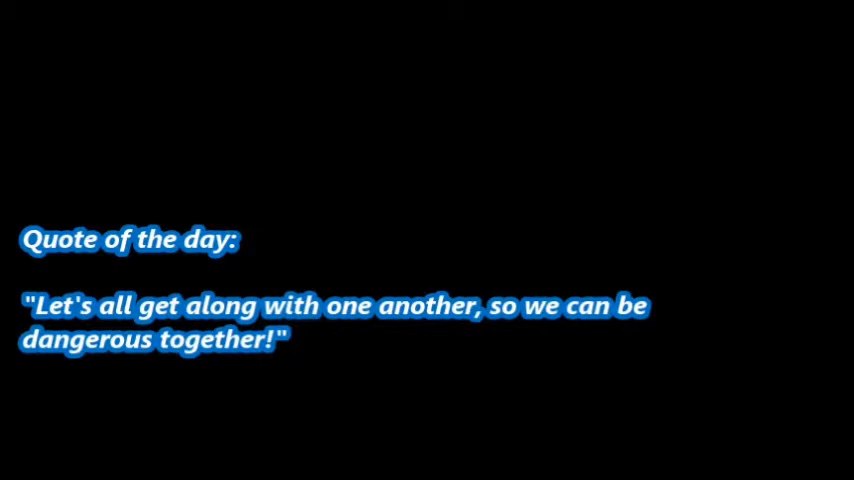 Quote of the day:
"Let's all get along with one another, so we can be
dangerous together!"